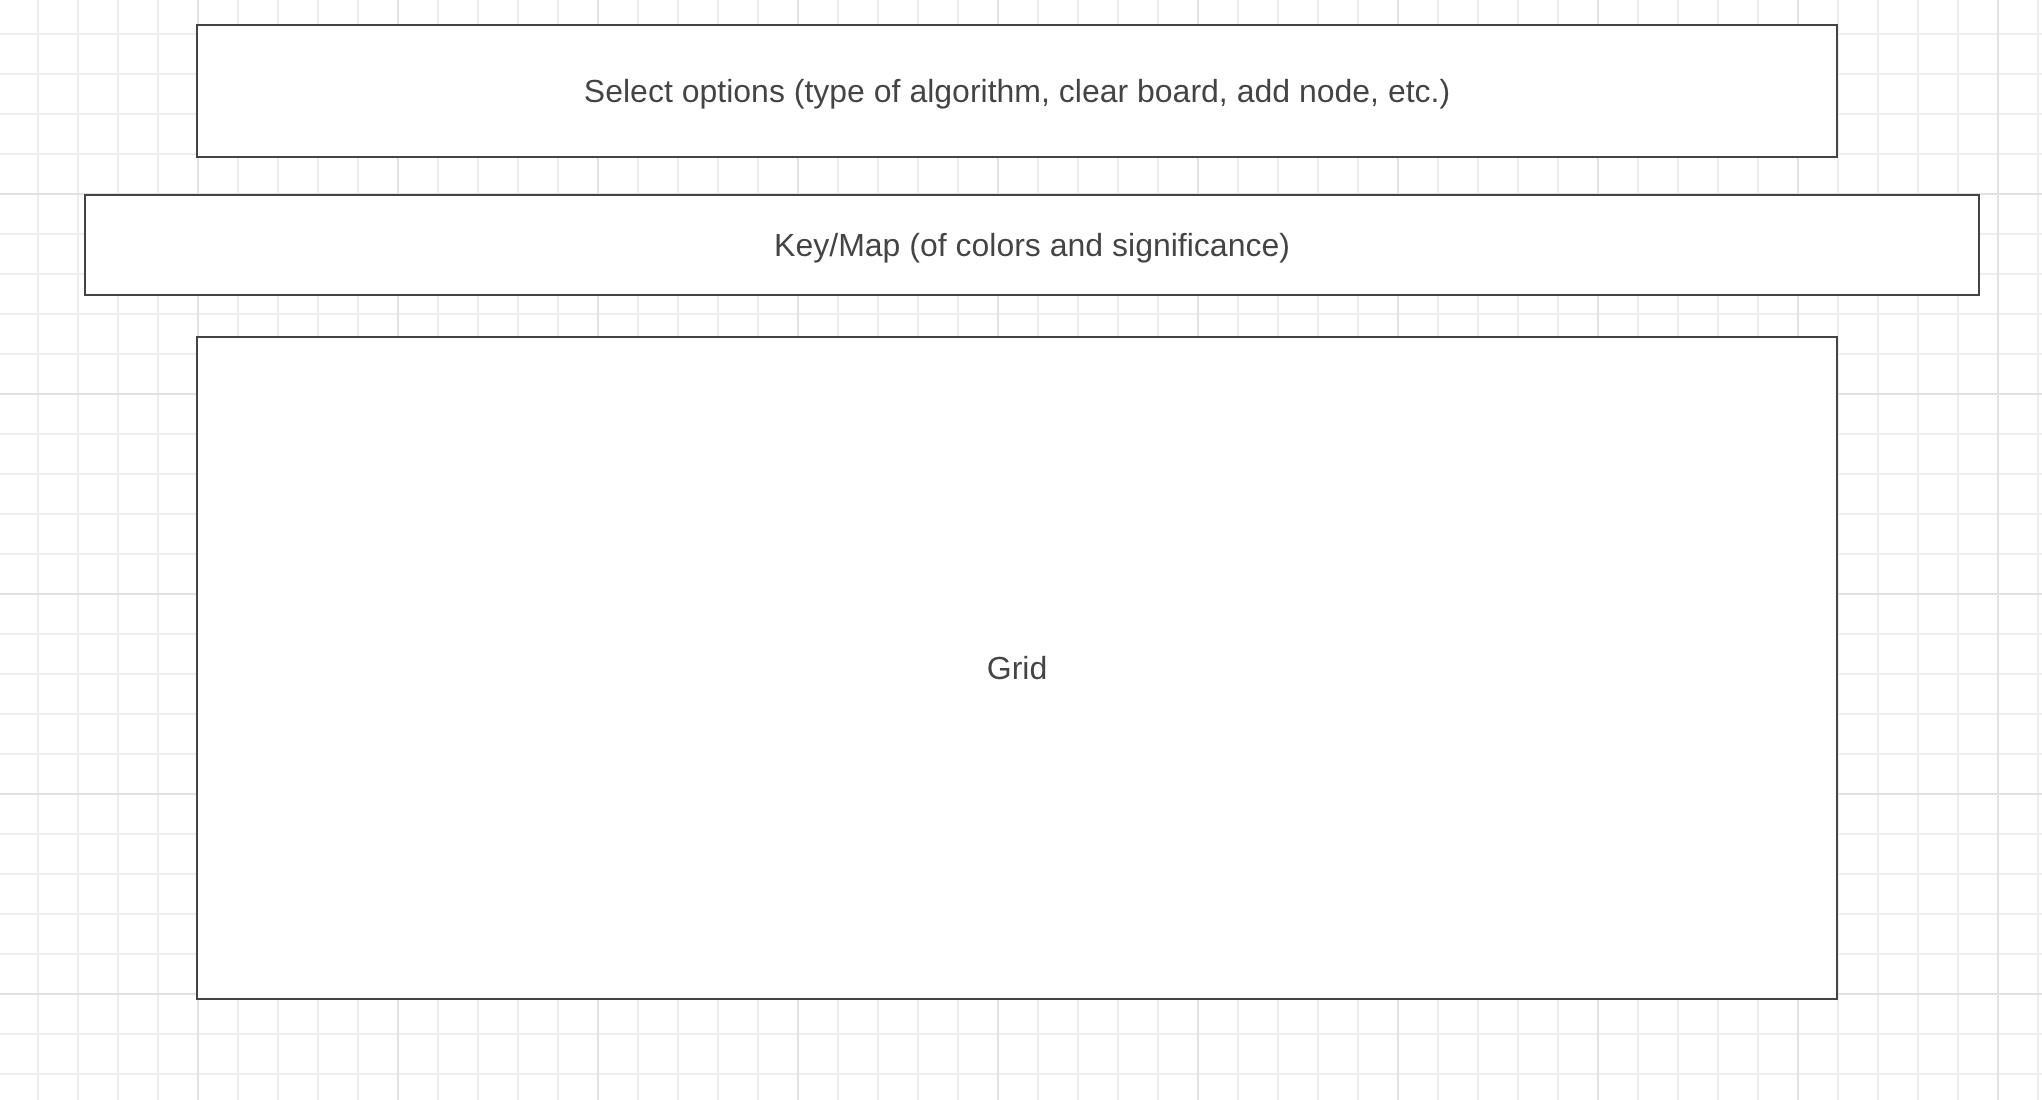 Select options (type of algorithm, clear board, add node, etc.)
Key/Map (of colors and significance)
Grid